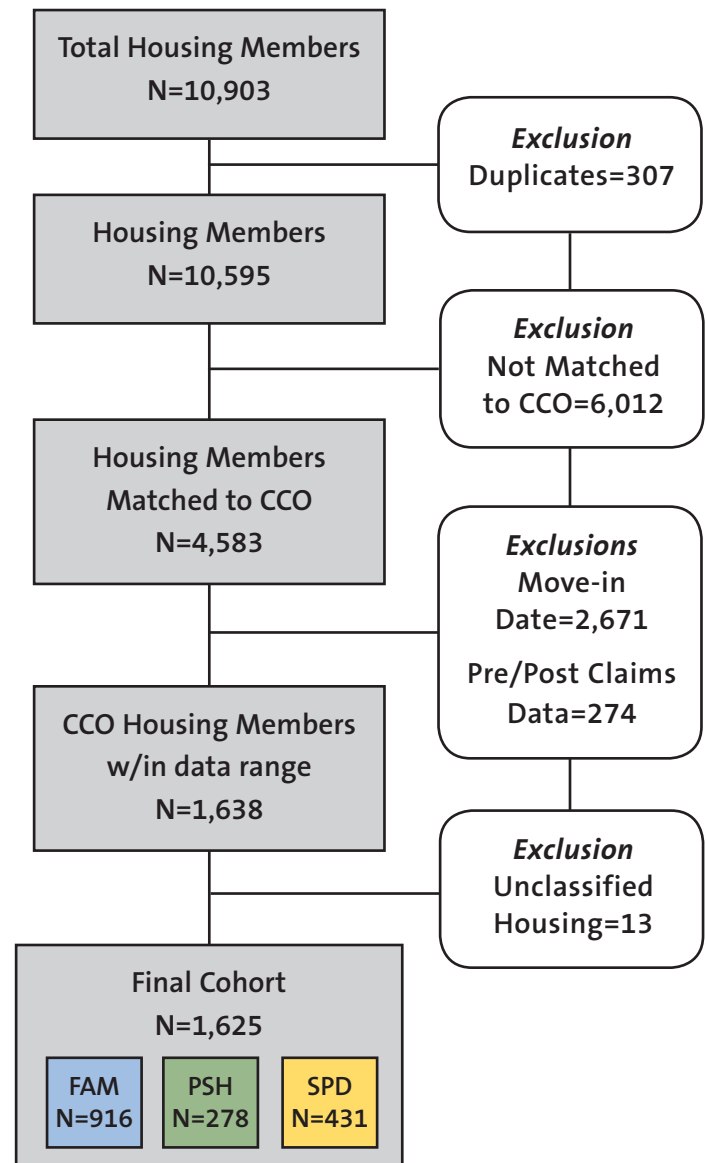 Total Housing Members
N=10,903
Exclusion
Duplicates=307
Housing Members
N=10,595
Exclusion
Not Matched
to CCO=6,012
Housing Members
Matched to CCO
N=4,583
Exclusions
Move-in
Date=2,671
Pre/Post Claims
Data=274
CCO Housing Members
w/in data range
N=1,638
Exclusion
Unclassified
Housing=13
Final Cohort
N=1,625
FAM
N=916
PSH
N=278
SPD
N=431